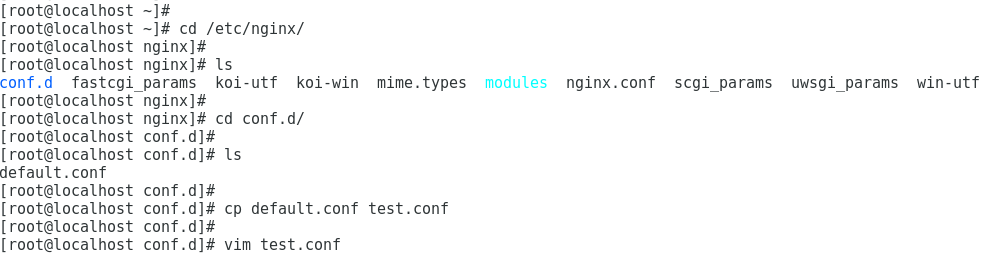 [root@localhost ~]#
[root@localhost ~]# cd /etc/nginx/
[root@localhost nginx]#
[root@localhost nginx]# ls
conf.d  fastcgi_params  koi-utf  koi-win  mime.types  modules  nginx.conf  scgi_params  uwsgi_params  win-utf
[root@localhost nginx]#
[root@localhost nginx]# cd conf.d/
[root@localhost conf.d]#
[root@localhost conf.d]# ls
default.conf
[root@localhost conf.d]#
[root@localhost conf.d]# cp default.conf test.conf
[root@localhost conf.d]#
[root@localhost conf.d]# vim test.conf